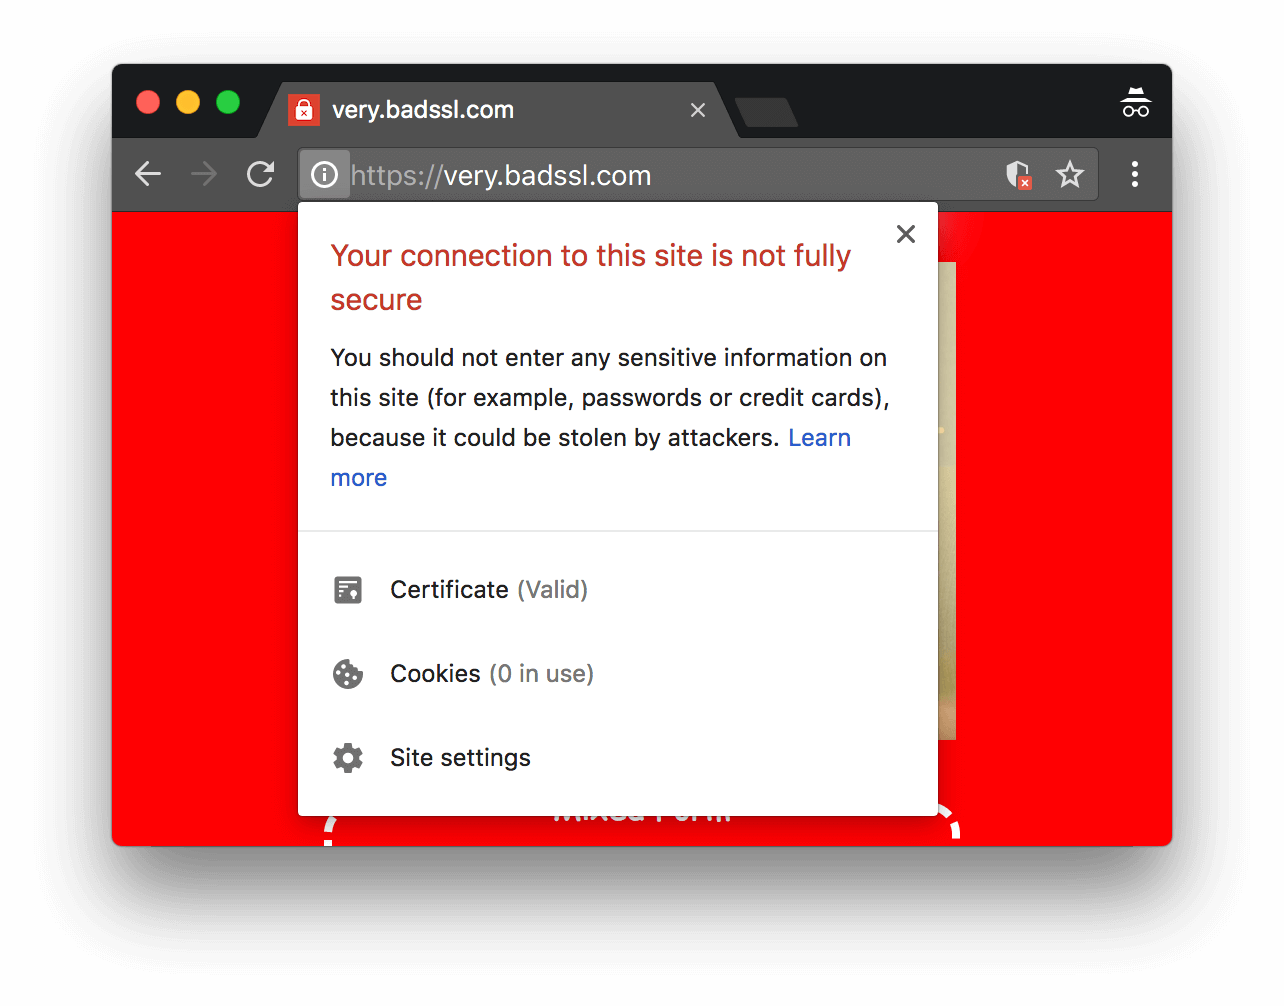 very.badssl.com
https://very.badssl.com
Your connection to this site is not fully
secure
You should not enter any sensitive information on
this site (for example, passwords or credit cards),
because it could be stolen by attackers. Learn
more
Certificate (Valid)
Cookies (0 in use)
Site settings
Mixed Form